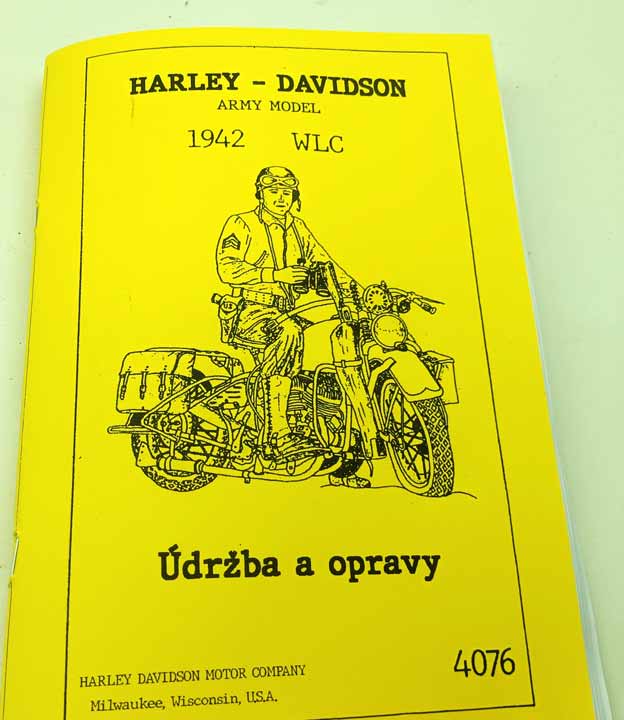 HARLEY - DAVIDSON
ARMY MODEL
1942 WLC
Údržba a opravy
HARLEY DAVIDSON MOTOR COMPANY
Milwaukee, Wisconsin, U.S.A.
4076